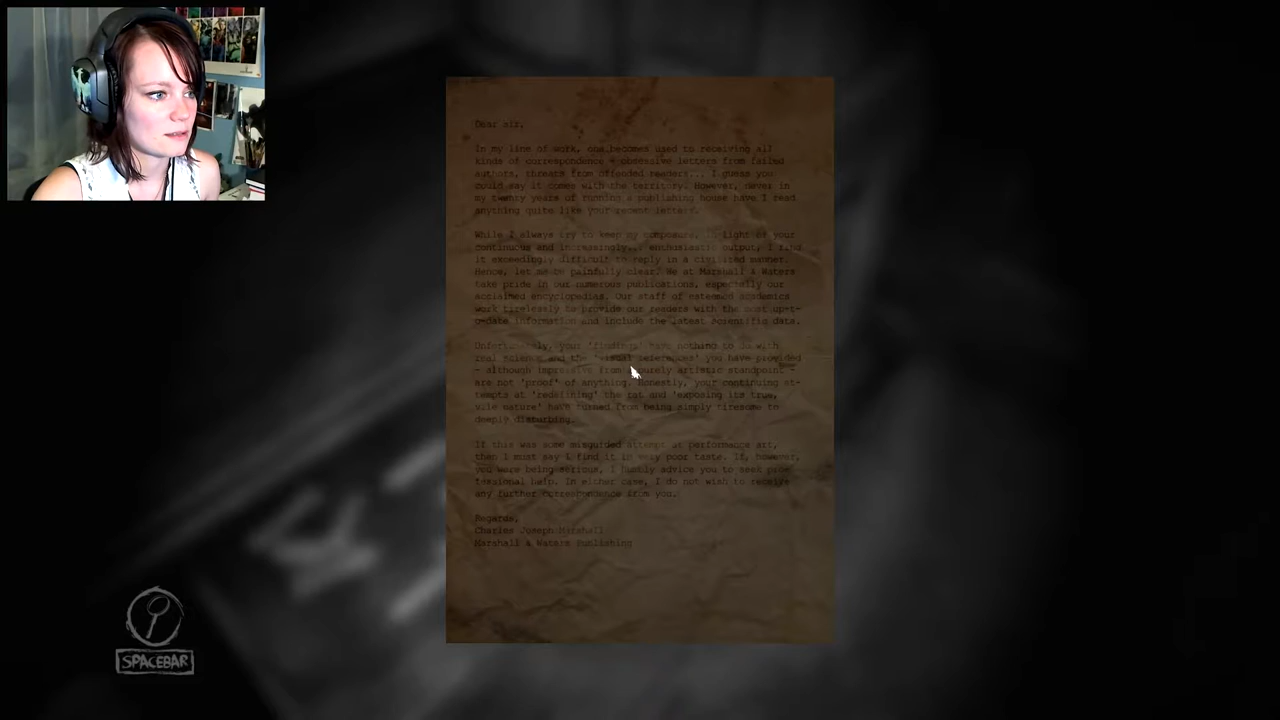 Dear sir,
In my line of work, one becomes used to receiving all
kinds of correspondence - obsessive letters from failed
authors, threats from offended readers... I guess you
could say it comes with the territory. However, never in
my twenty years of running a publishing house have I read
anything quite like your recent letters.
While I always try to keep my composure, in light of your
continuous and increasingly... enthusiastic output, I find
it exceedingly difficult to reply in a civilized manner.
Hence, let me be painfully clear: We at Marshall & Waters
take pride in our numerous publications, especially our
acclaimed encyclopedias. Our staff of esteemed academics
work tirelessly to provide our readers with the most up-t-
o-date information and include the latest scientific data.
Unfortunately, your 'findings' have nothing to do with
real science and the 'visual references' you have provided
- although impressive from a purely artistic standpoint -
are not 'proof' of anything. Honestly, your continuing at-
tempts at 'redefining' the rat and 'exposing its true,
vile nature' have turned from being simply tiresome to
deeply disturbing.
If this was some misguided attempt at performance art,
then I must say I find it in very poor taste. If, however,
you were being serious, I humbly advice you to seek pro-
fessional help. In either case, I do not wish to receive
any further correspondence from you.
Regards,
Charles Joseph Marshall
Marshall & Waters Publishing
SPACEBAR